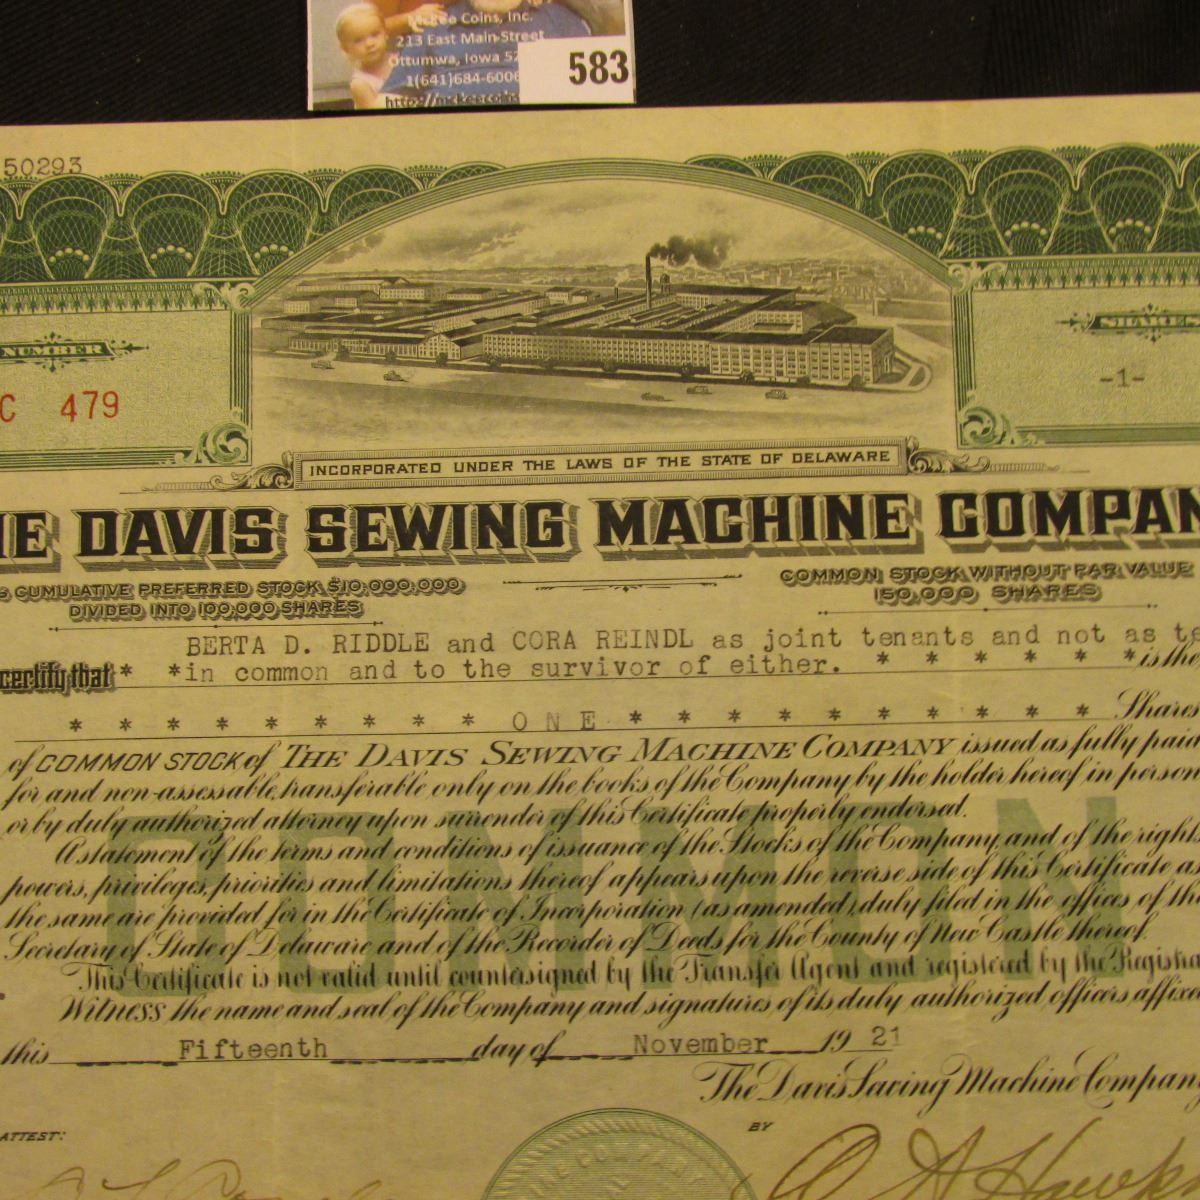 McKee Coins, Inc.
213 East Main Street
Ottumwa, Iowa 52
1(641)684-6006
http://mckeecoins
583
50293
NUMBER
SHARES
C 479
-1-
INCORPORATED UNDER THE LAWS OF THE STATE OF DELAWARE
HE DAVIS SEWING MACHINE COMPAN
CUMULATIVE PREFERRED STOCK $10,000,000
DIVIDED INTO 100,000 SHARES
COMMON STOCK WITHOUT PAR VALUE
150,000 SHARES
BERTA D. RIDDLE and CORA REINDL as joint tenants and not as te
certify that * * in common and to the survivor of either. * * * * * * is the
* * * * * * * * * O N E * * * * * * * * * * Shares
of COMMON STOCK of THE DAVIS SEWING MACHINE COMPANY issued as fully paid
for and non-assessable, transferable only on the books of the Company by the holder hereof in person
or by duly authorized attorney upon surrender of this Certificate properly endorsed.
A statement of the terms and conditions of issuance of the Stocks of the Company, and of the rights,
powers, privileges, priorities and limitations thereof appears upon the reverse side of this Certificate as
the same are provided for in the Certificate of Incorporation (as amended), duly filed in the offices of the
Secretary of State of Delaware and of the Recorder of Deeds for the County of New Castle thereof.
This Certificate is not valid until countersigned by the Transfer Agent and registered by the Registra
Witness the name and seal of the Company and signatures of its duly authorized officers affixed
COMMON
this Fifteenth day of November 19 21
The Davis Sewing Machine Company
ATTEST:
BY
COMPANY